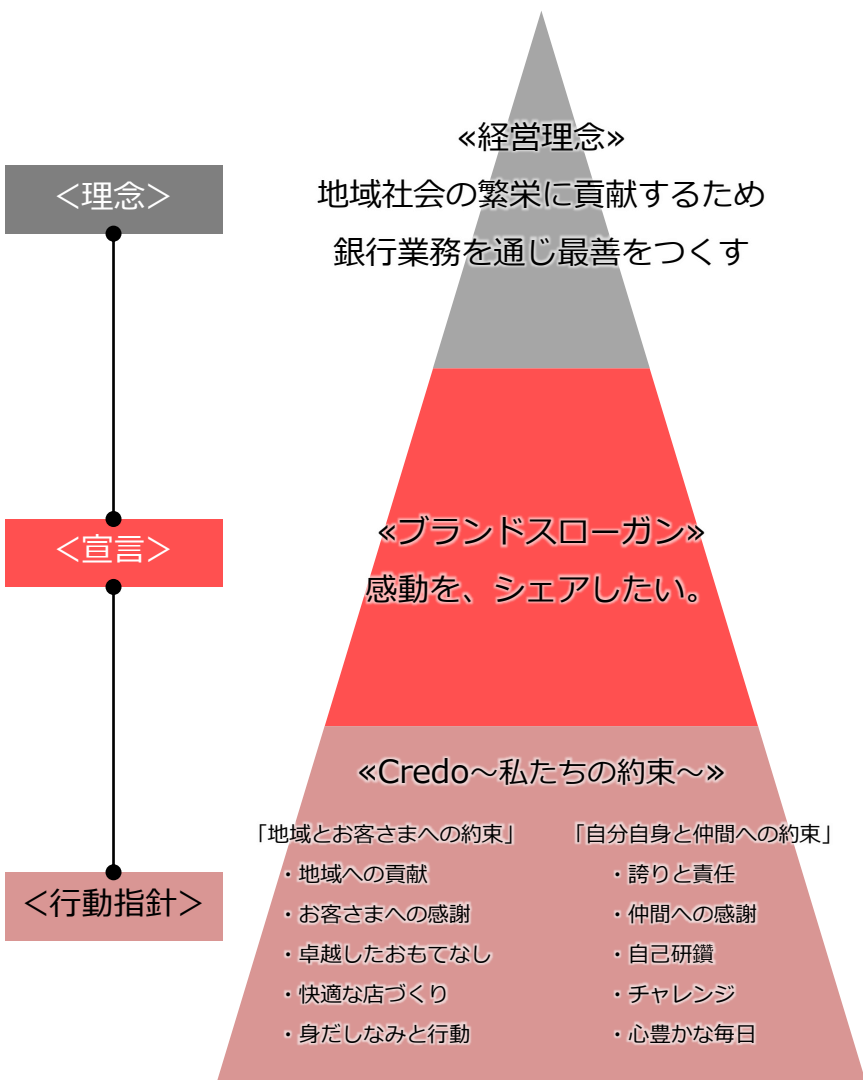 «経営理念»
<理念>
地域社会の繁栄に貢献するため
銀行業務を通じ最善をつくす
«ブランドスローガン»
<宣言>
感動を、シェアしたい。
«Credo～私たちの約束～»
「地域とお客さまへの約束」
・地域への貢献
・お客さまへの感謝
・卓越したおもてなし
・快適な店づくり
・身だしなみと行動
「自分自身と仲間への約束」
・誇りと責任
・仲間への感謝
・自己研鑽
・チャレンジ
・心豊かな毎日
<行動指針>